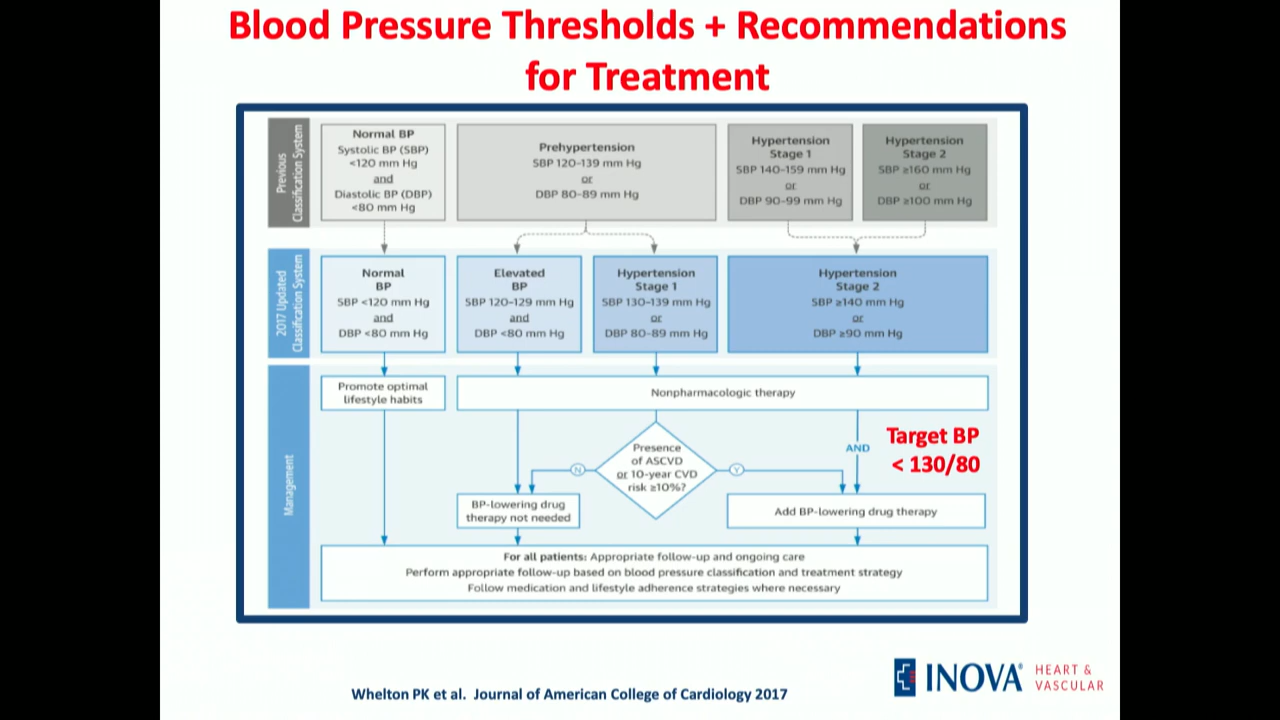 Blood Pressure Thresholds + Recommendations
for Treatment
Previous
Classification System
Normal BP
Systolic BP (SBP)
<120 mm Hg
and
Diastolic BP (DBP)
<80 mm Hg
Prehypertension
SBP 120-139 mm Hg
or
DBP 80-89 mm Hg
Hypertension
Stage 1
SBP 140-159 mm Hg
or
DBP 90-99 mm Hg
Hypertension
Stage 2
SBP ≥160 mm Hg
or
DBP ≥100 mm Hg
2017 Updated
Classification System
Normal
BP
SBP <120 mm Hg
and
DBP <80 mm Hg
Elevated
BP
SBP 120-129 mm Hg
and
DBP <80 mm Hg
Hypertension
Stage 1
SBP 130-139 mm Hg
or
DBP 80-89 mm Hg
Hypertension
Stage 2
SBP ≥140 mm Hg
or
DBP ≥90 mm Hg
Management
Promote optimal
lifestyle habits
Nonpharmacologic therapy
Presence
of ASCVD
or 10-year CVD
risk ≥10%?
N
Y
AND
Target BP
< 130/80
BP-lowering drug
therapy not needed
Add BP-lowering drug therapy
For all patients: Appropriate follow-up and ongoing care
Perform appropriate follow-up based on blood pressure classification and treatment strategy
Follow medication and lifestyle adherence strategies where necessary
Whelton PK et al. Journal of American College of Cardiology 2017
INOVA®
HEART &
VASCULAR